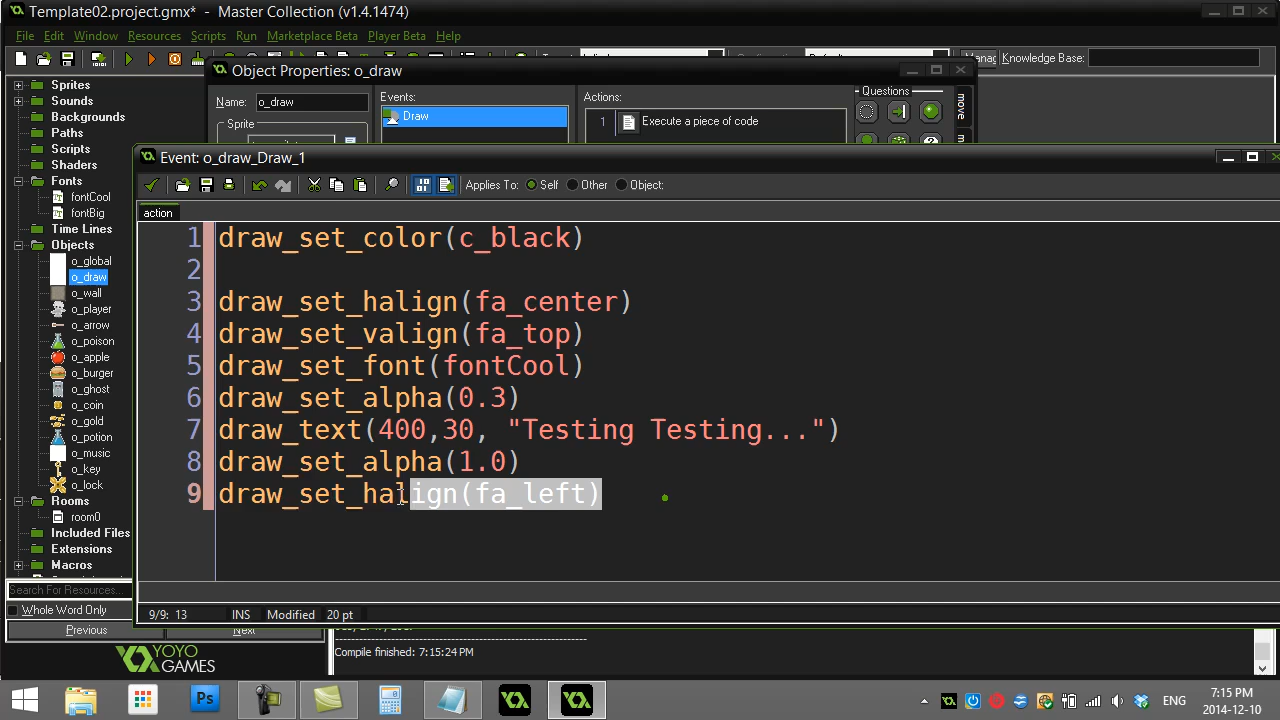 Template02.project.gmx* - Master Collection (v1.4.1474)
File Edit Window Resources Scripts Run Marketplace Beta Player Beta Help
Manag Knowledge Base:
Object Properties: o_draw
Name: o_draw
Sprite
Events:
Draw
Actions:
1 Execute a piece of code
Questions
move
Sprites
Sounds
Backgrounds
Paths
Scripts
Shaders
Fonts
fontCool
fontBig
Time Lines
Objects
o_global
o_draw
o_wall
o_player
o_arrow
o_poison
o_apple
o_burger
o_ghost
o_coin
o_gold
o_potion
o_music
o_key
o_lock
Rooms
room0
Included Files
Extensions
Macros
Search For Resources...
Whole Word Only
Previous Next
YOYO
GAMES
Event: o_draw_Draw_1
Applies To: Self Other Object:
action
1 draw_set_color(c_black)
2
3 draw_set_halign(fa_center)
4 draw_set_valign(fa_top)
5 draw_set_font(fontCool)
6 draw_set_alpha(0.3)
7 draw_text(400,30, "Testing Testing...")
8 draw_set_alpha(1.0)
9 draw_set_halign(fa_left)
9/9: 13 INS Modified 20 pt
Compile finished: 7:15:24 PM
Ps
ENG
7:15 PM
2014-12-10